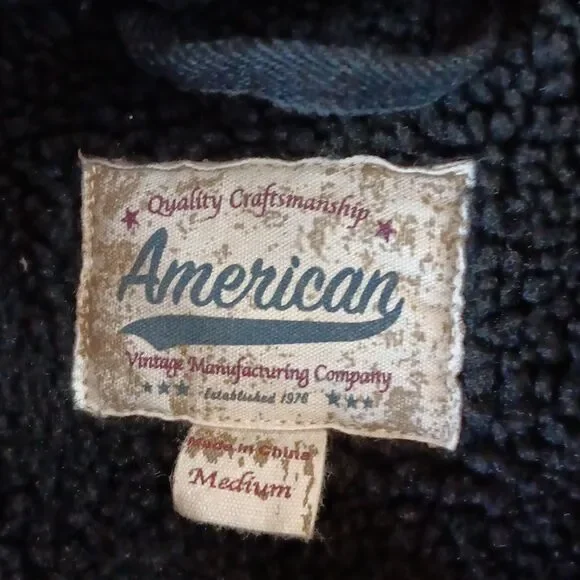 Quality Craftsmanship
American
Vintage Manufacturing Company
Established 1976
Made in China
Medium